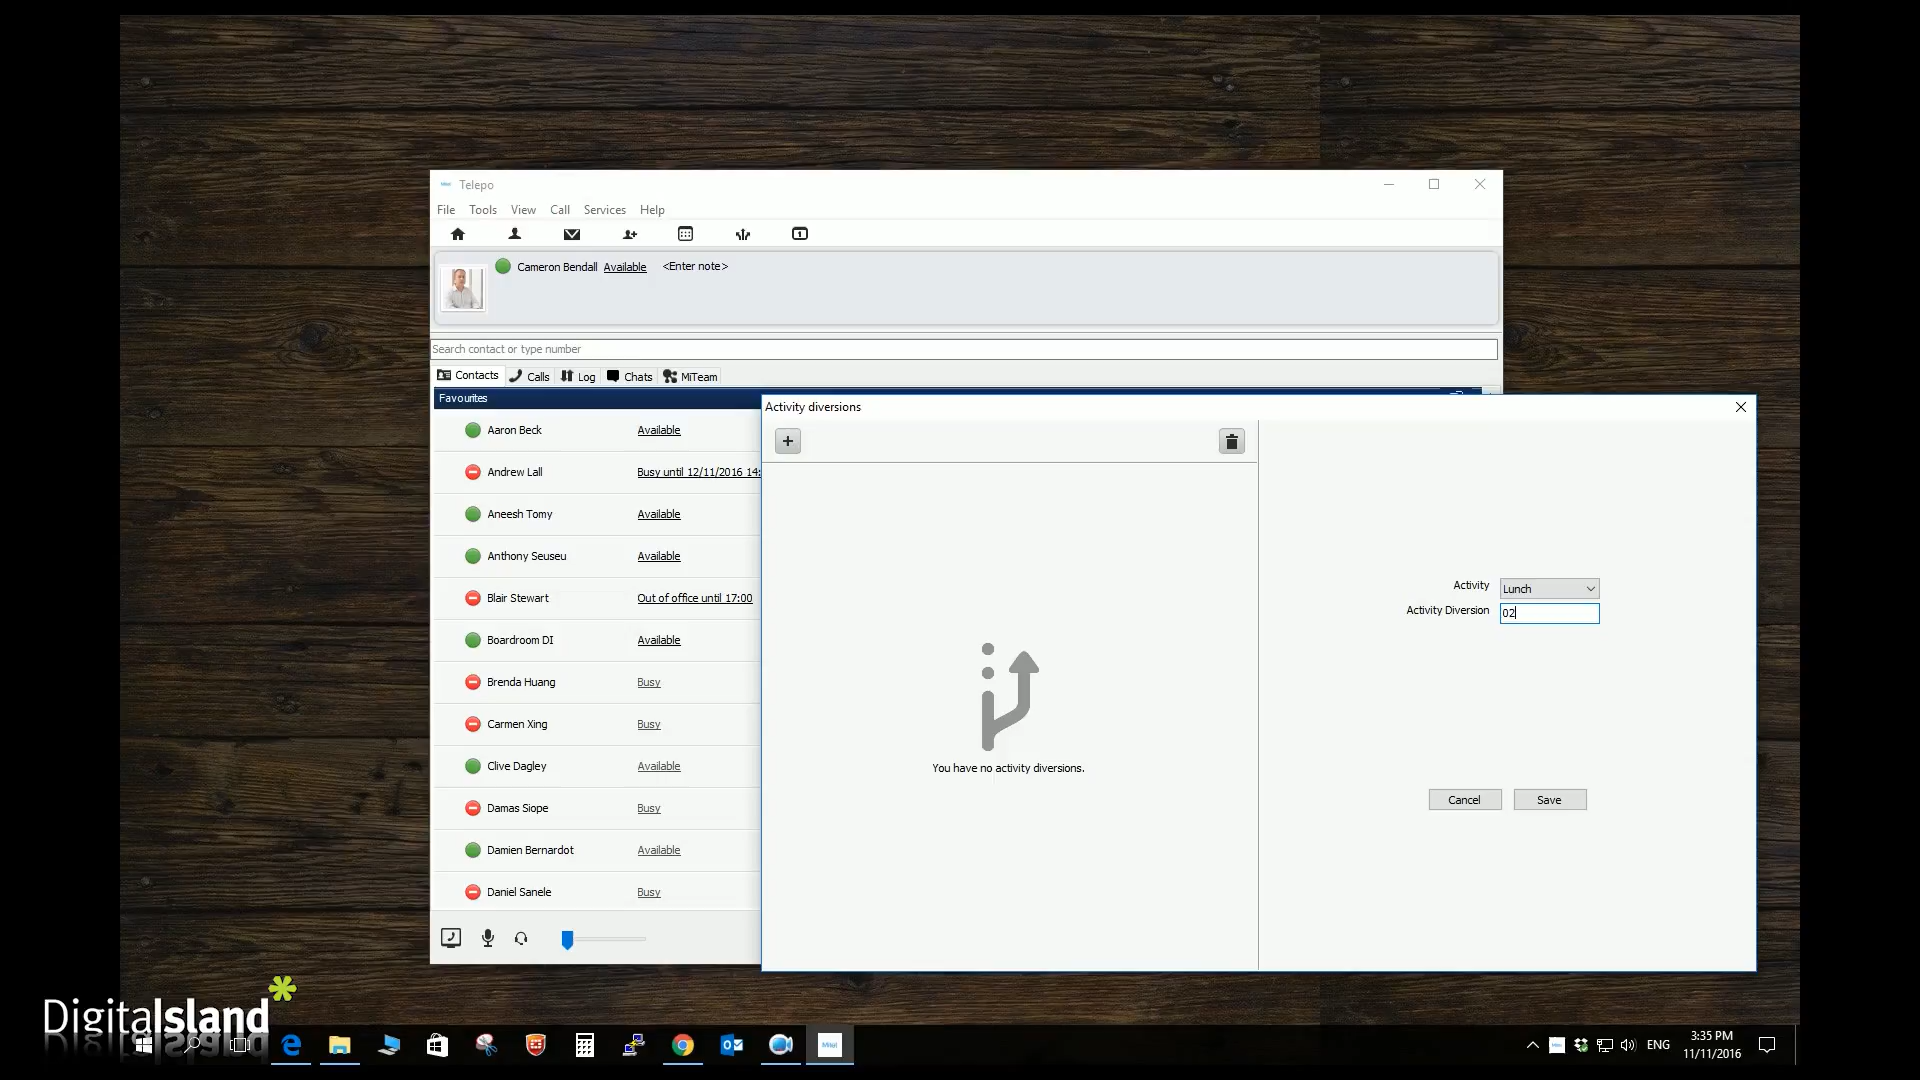 Telepo
File Tools View Call Services Help
Cameron Bendall Available <Enter note>
Search contact or type number
Contacts Calls Log Chats MiTeam
Favourites
Aaron Beck Available
Andrew Lall Busy until 12/11/2016 14:
Aneesh Tomy Available
Anthony Seuseu Available
Blair Stewart Out of office until 17:00
Boardroom DI Available
Brenda Huang Busy
Carmen Xing Busy
Clive Dagley Available
Damas Siope Busy
Damien Bernardot Available
Daniel Sanele Busy
Activity diversions
You have no activity diversions.
Activity Lunch
Activity Diversion 02
Cancel Save
DigitalIsland
Mitel
ENG
3:35 PM
11/11/2016